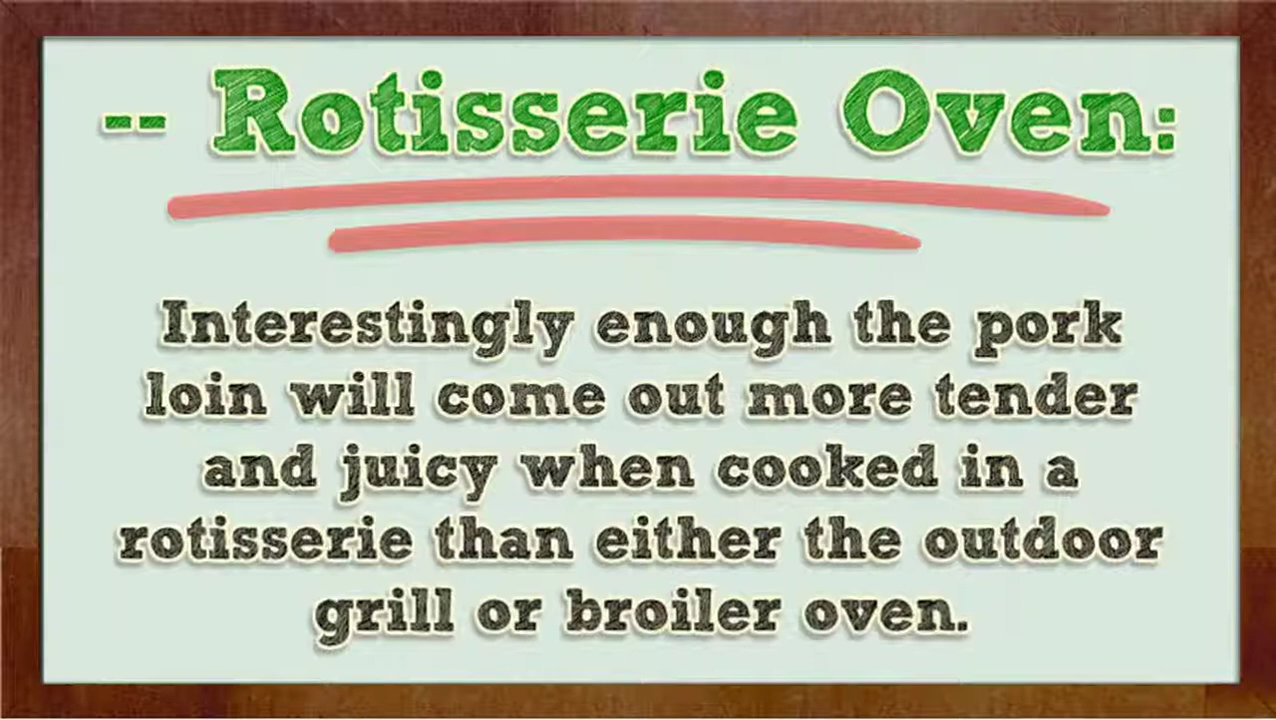 -- Rotisserie Oven:
Interestingly enough the pork
loin will come out more tender
and juicy when cooked in a
rotisserie than either the outdoor
grill or broiler oven.